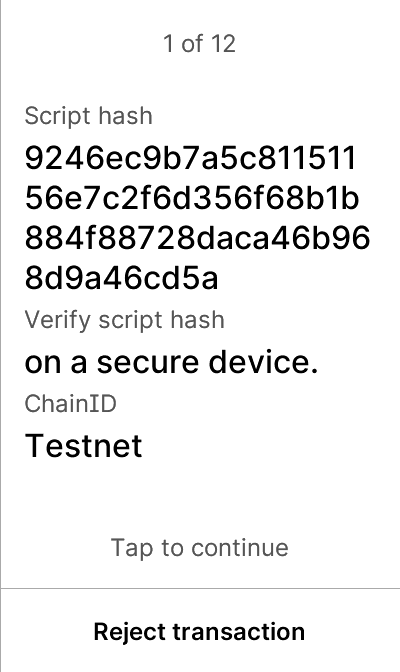 1 of 12
Script hash
9246ec9b7a5c811511
56e7c2f6d356f68b1b
884f88728daca46b96
8d9a46cd5a
Verify script hash
on a secure device.
ChainID
Testnet
Tap to continue
Reject transaction